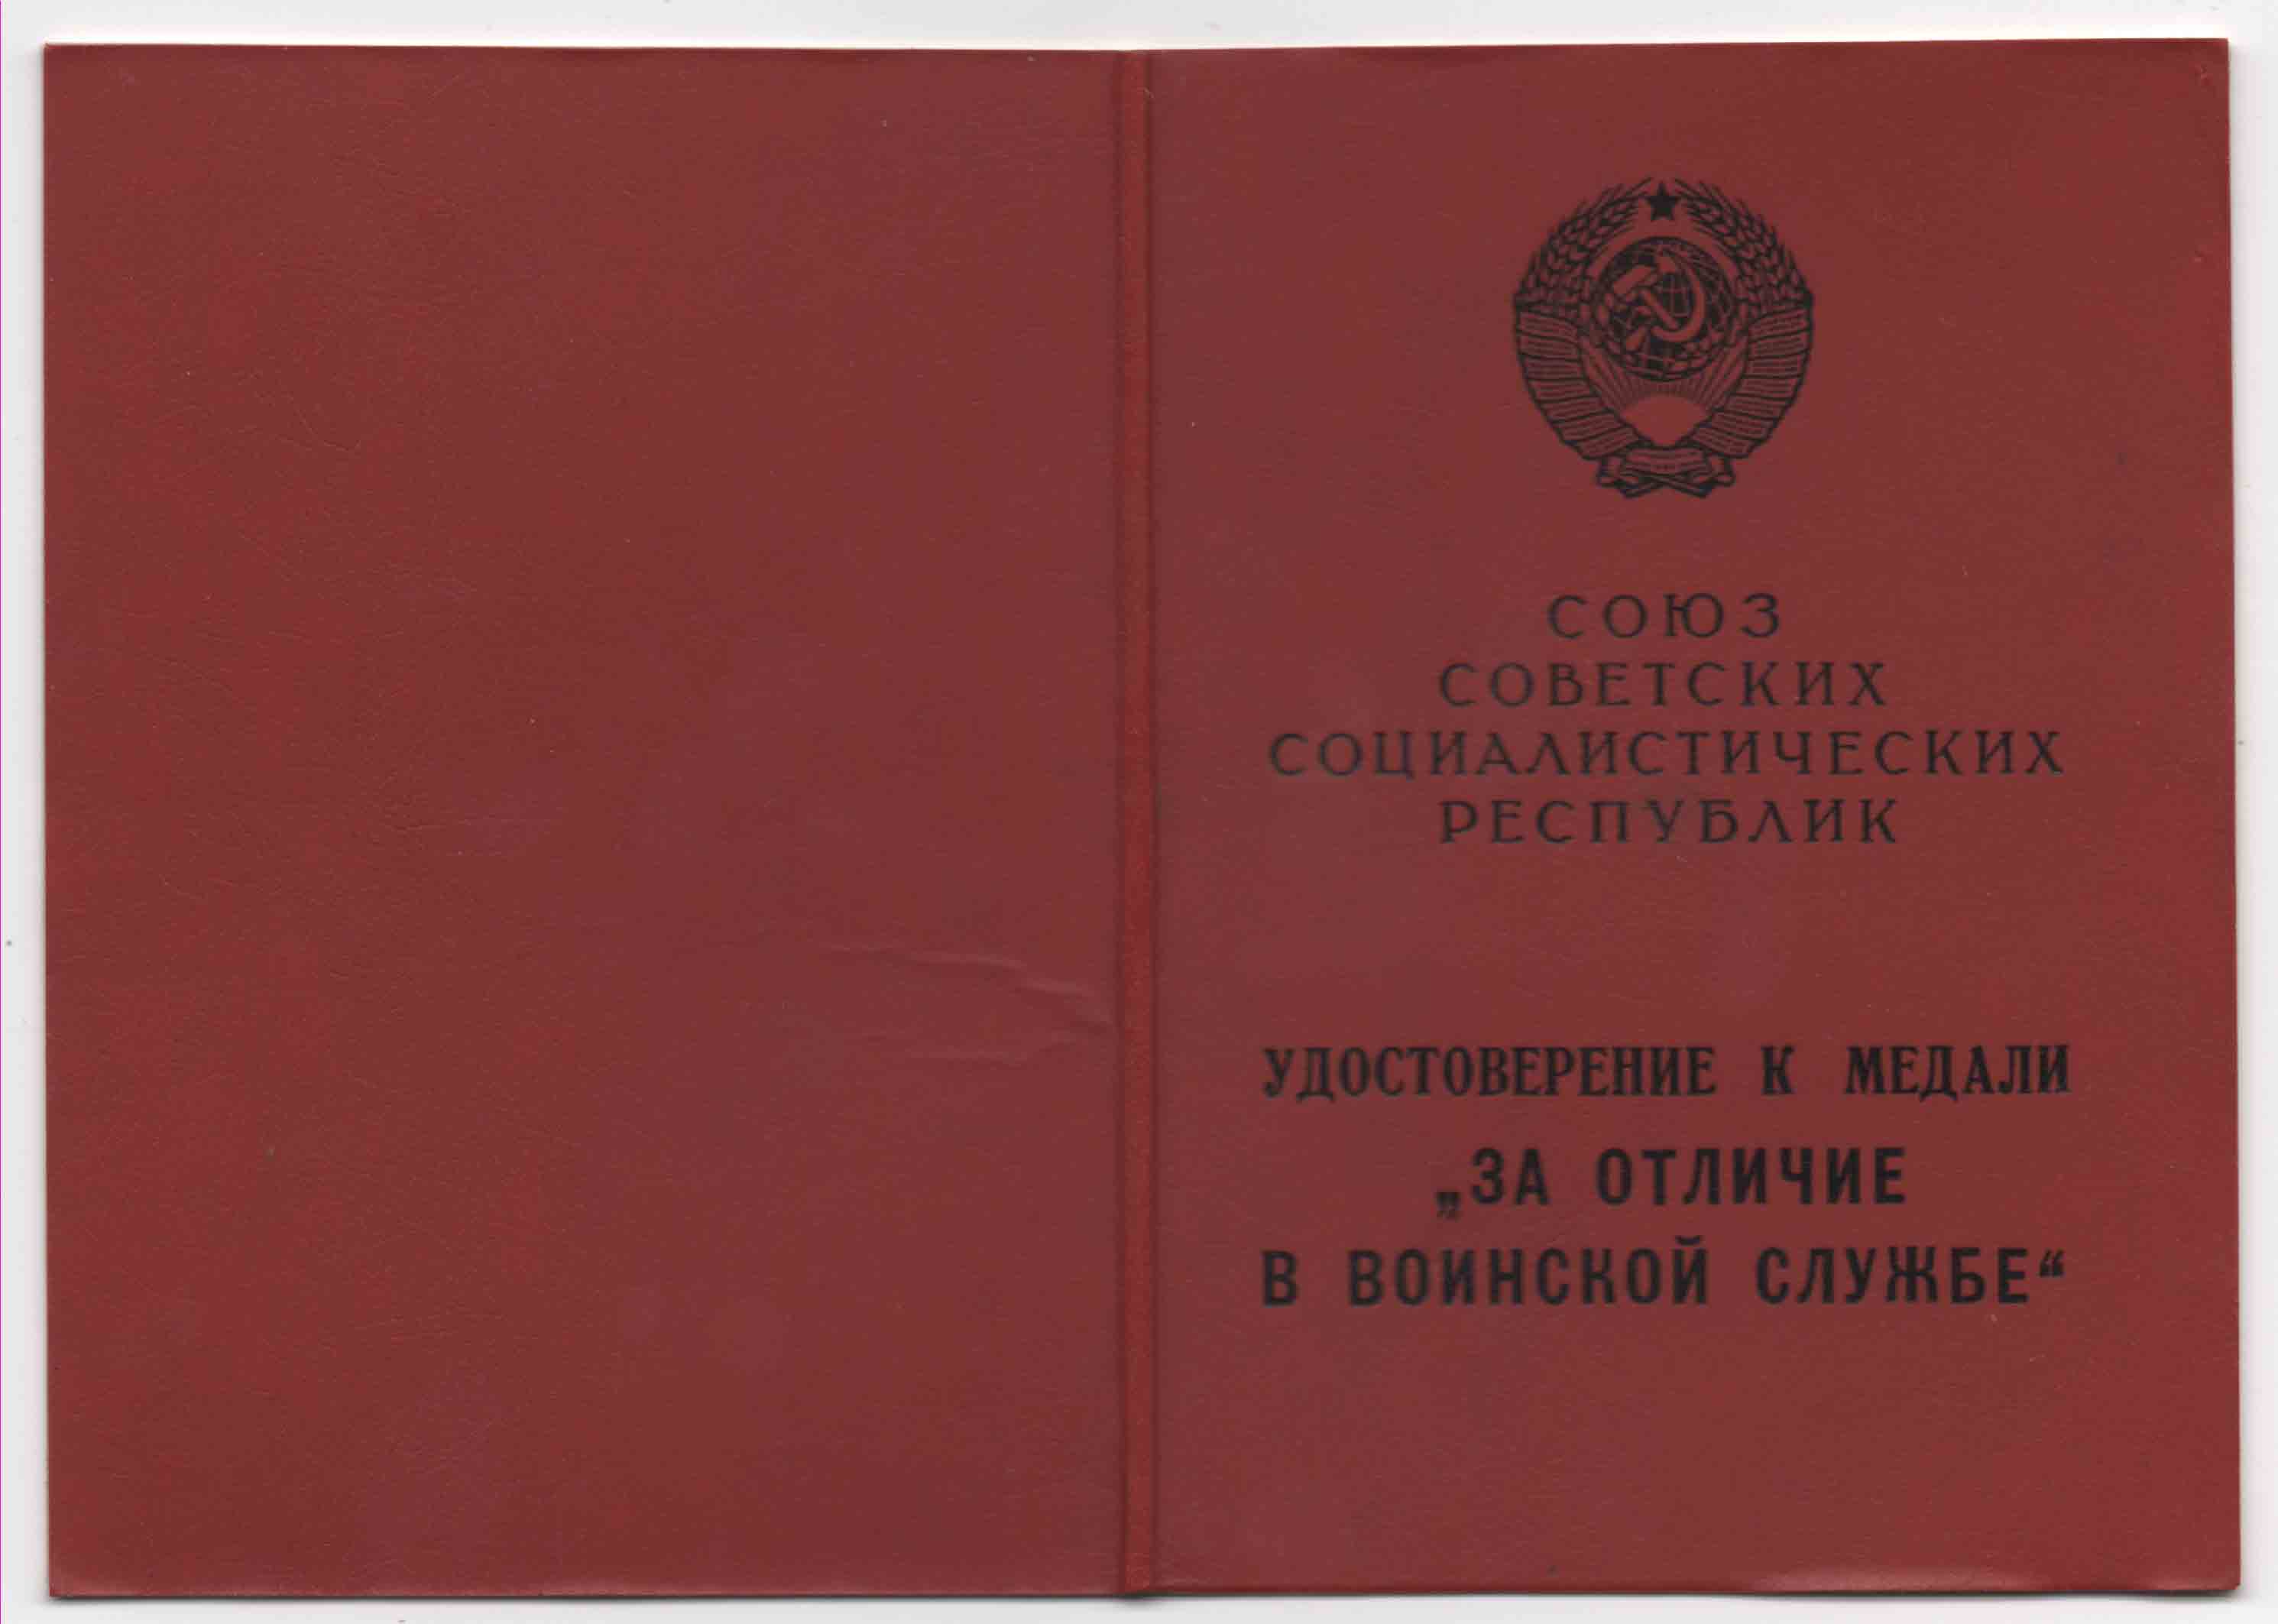 СОЮЗ
СОВЕТСКИХ
СОЦИАЛИСТИЧЕСКИХ
РЕСПУБЛИК
УДОСТОВЕРЕНИЕ К МЕДАЛИ
„ЗА ОТЛИЧИЕ
В ВОИНСКОЙ СЛУЖБЕ“